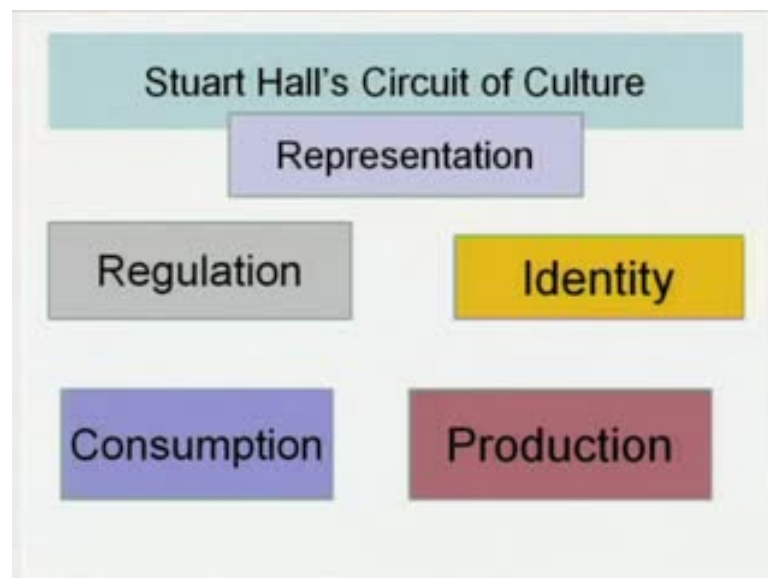 Stuart Hall's Circuit of Culture
Representation
Regulation
Identity
Consumption
Production